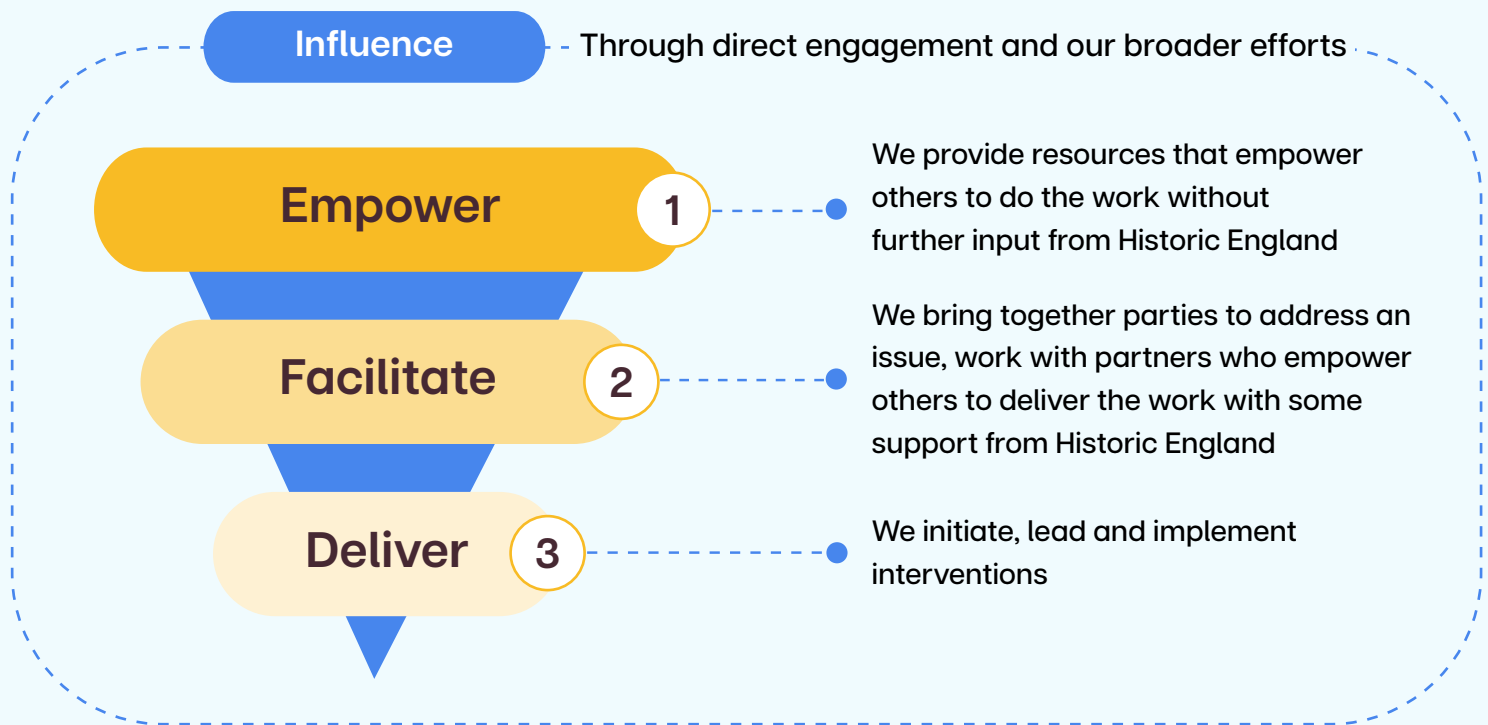 Influence
Through direct engagement and our broader efforts
Empower
1
We provide resources that empower
others to do the work without
further input from Historic England
Facilitate
2
We bring together parties to address an
issue, work with partners who empower
others to deliver the work with some
support from Historic England
Deliver
3
We initiate, lead and implement
interventions